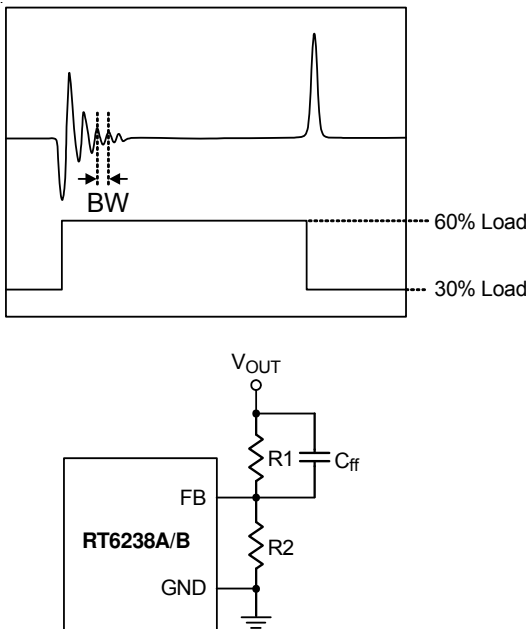 BW
60% Load
30% Load
VOUT
R1
Cff
FB
RT6238A/B
R2
GND